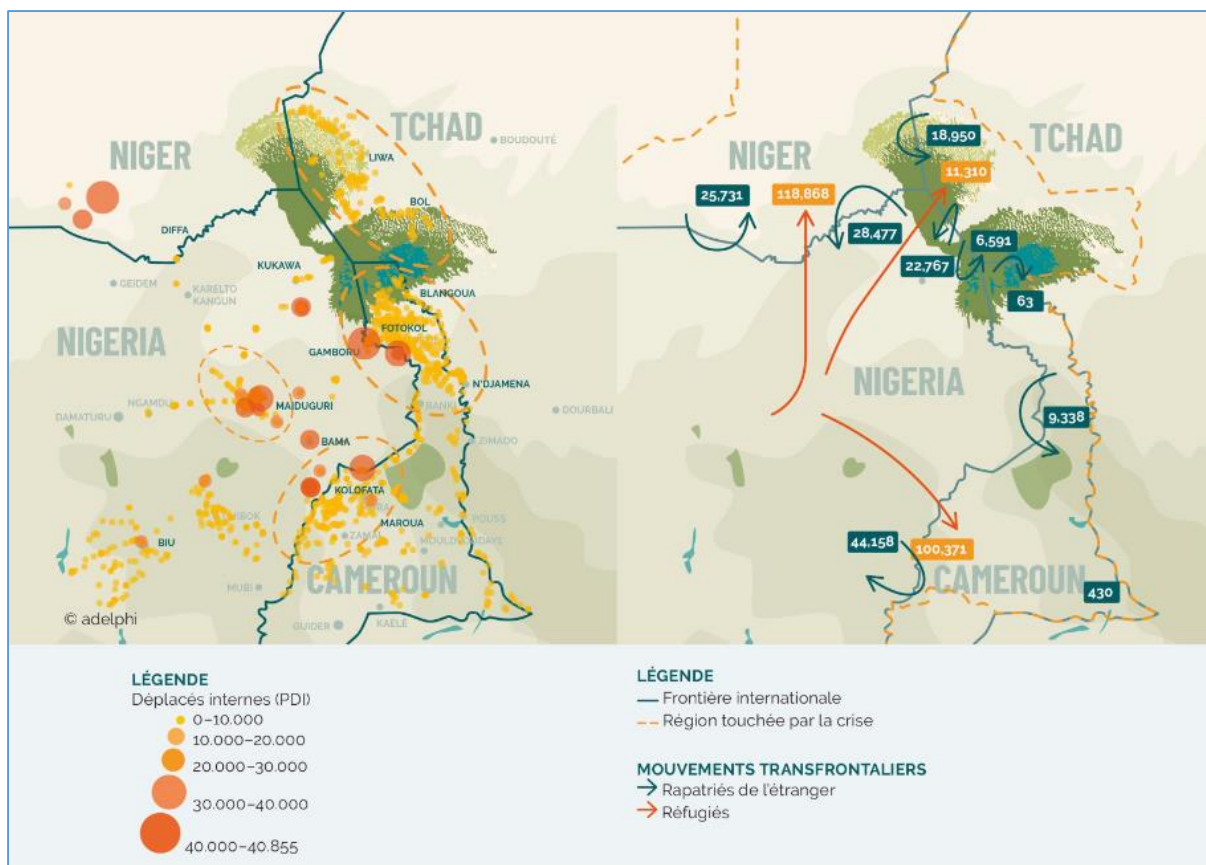 NIGER
TCHAD
BOUDOUTÉ
LIWA
BOL
DIFFA
KUKAWA
GEIDEM
KARELTO
KANGUN
BLANGOUA
NIGERIA
FOTOKOL
GAMBORU
N'DJAMENA
NGAMDU
MAIDUGURI
DAMATURU
BANKI
DOURBALI
BAMA
ZIMADO
KOLOFATA
MAROUA
POUSS
BIU
ZAMAI
MUBI
CAMEROUN
© adelphi
GUIDER
KAÉLÉ
LÉGENDE
Déplacés internes (PDI)
0–10.000
10.000–20.000
20.000–30.000
30.000–40.000
40.000–40.855
NIGER
TCHAD
18,950
11,310
25,731
118,868
28,477
6,591
22,767
63
NIGERIA
9,338
44,158
100,371
CAMEROUN
430
LÉGENDE
Frontière internationale
Région touchée par la crise
MOUVEMENTS TRANSFRONTALIERS
Rapatriés de l'étranger
Réfugiés